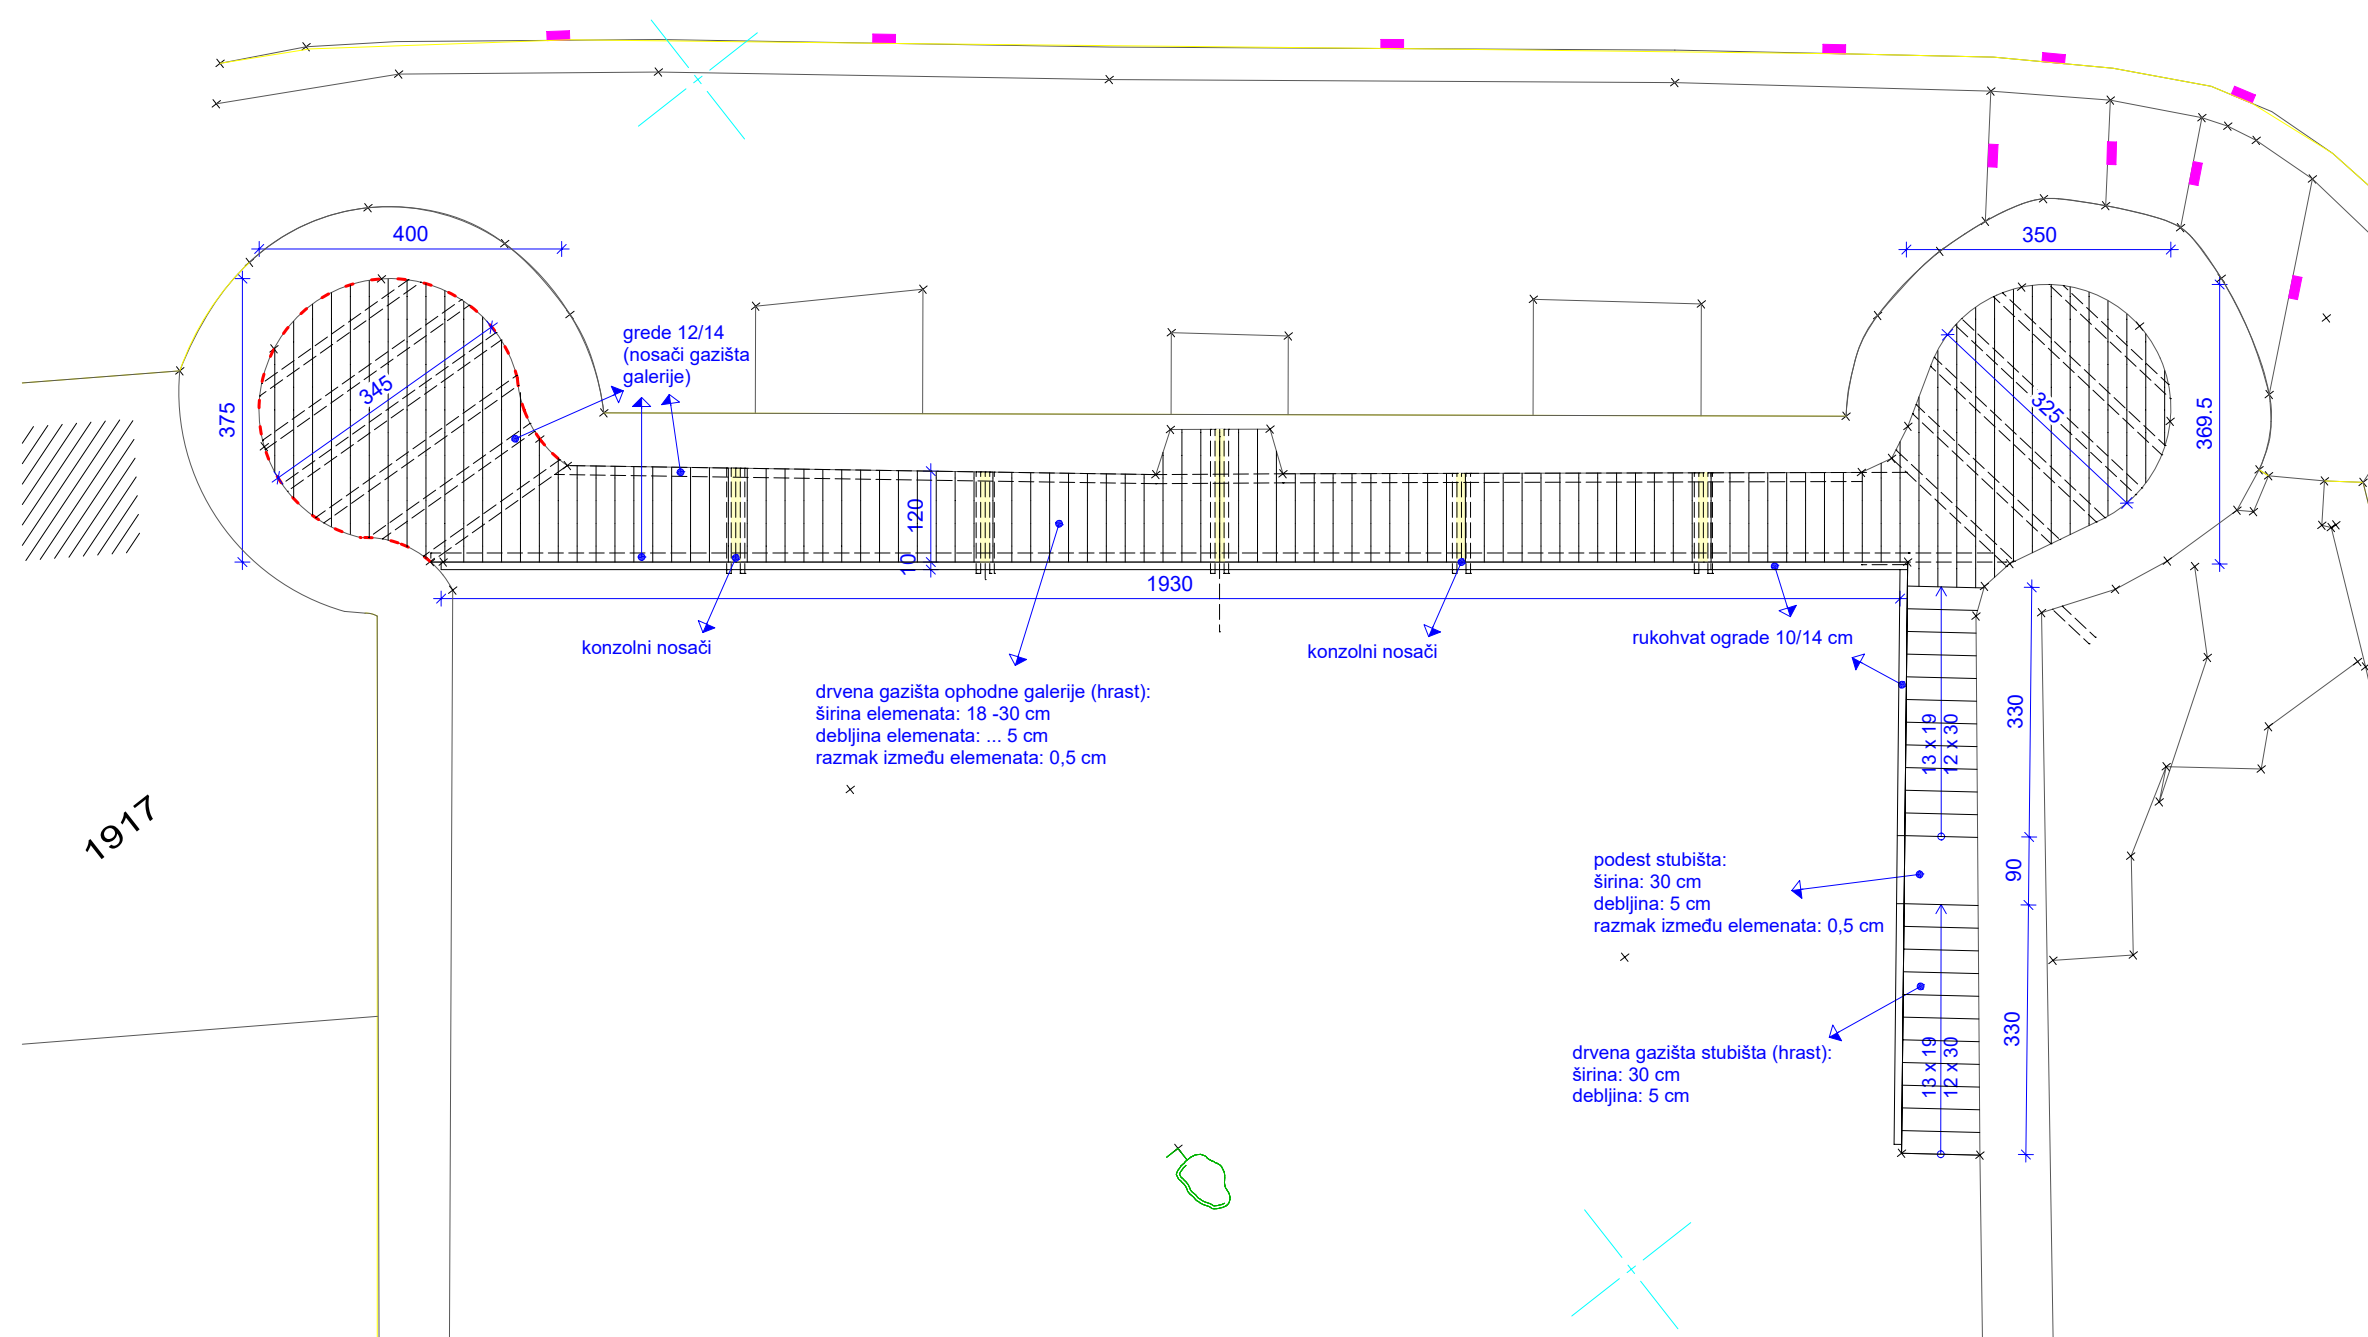 400
350
grede 12/14
(nosači gazišta
galerije)
345
375
325
369.5
120
10
1930
konzolni nosači
konzolni nosači
rukohvat ograde 10/14 cm
drvena gazišta ophodne galerije (hrast):
širina elemenata: 18 -30 cm
debljina elemenata: ... 5 cm
razmak između elemenata: 0,5 cm
13 x 19
12 x 30
330
1917
podest stubišta:
širina: 30 cm
debljina: 5 cm
razmak između elemenata: 0,5 cm
90
drvena gazišta stubišta (hrast):
širina: 30 cm
debljina: 5 cm
13 x 19
12 x 30
330